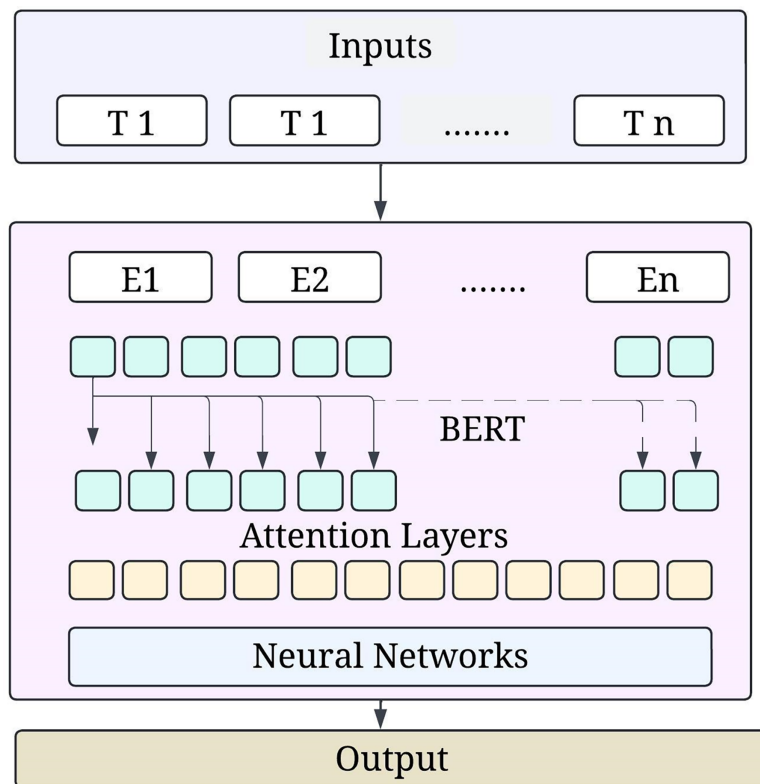 Inputs
T 1 T 1 ....... T n
E1 E2 ....... En
BERT
Attention Layers
Neural Networks
Output